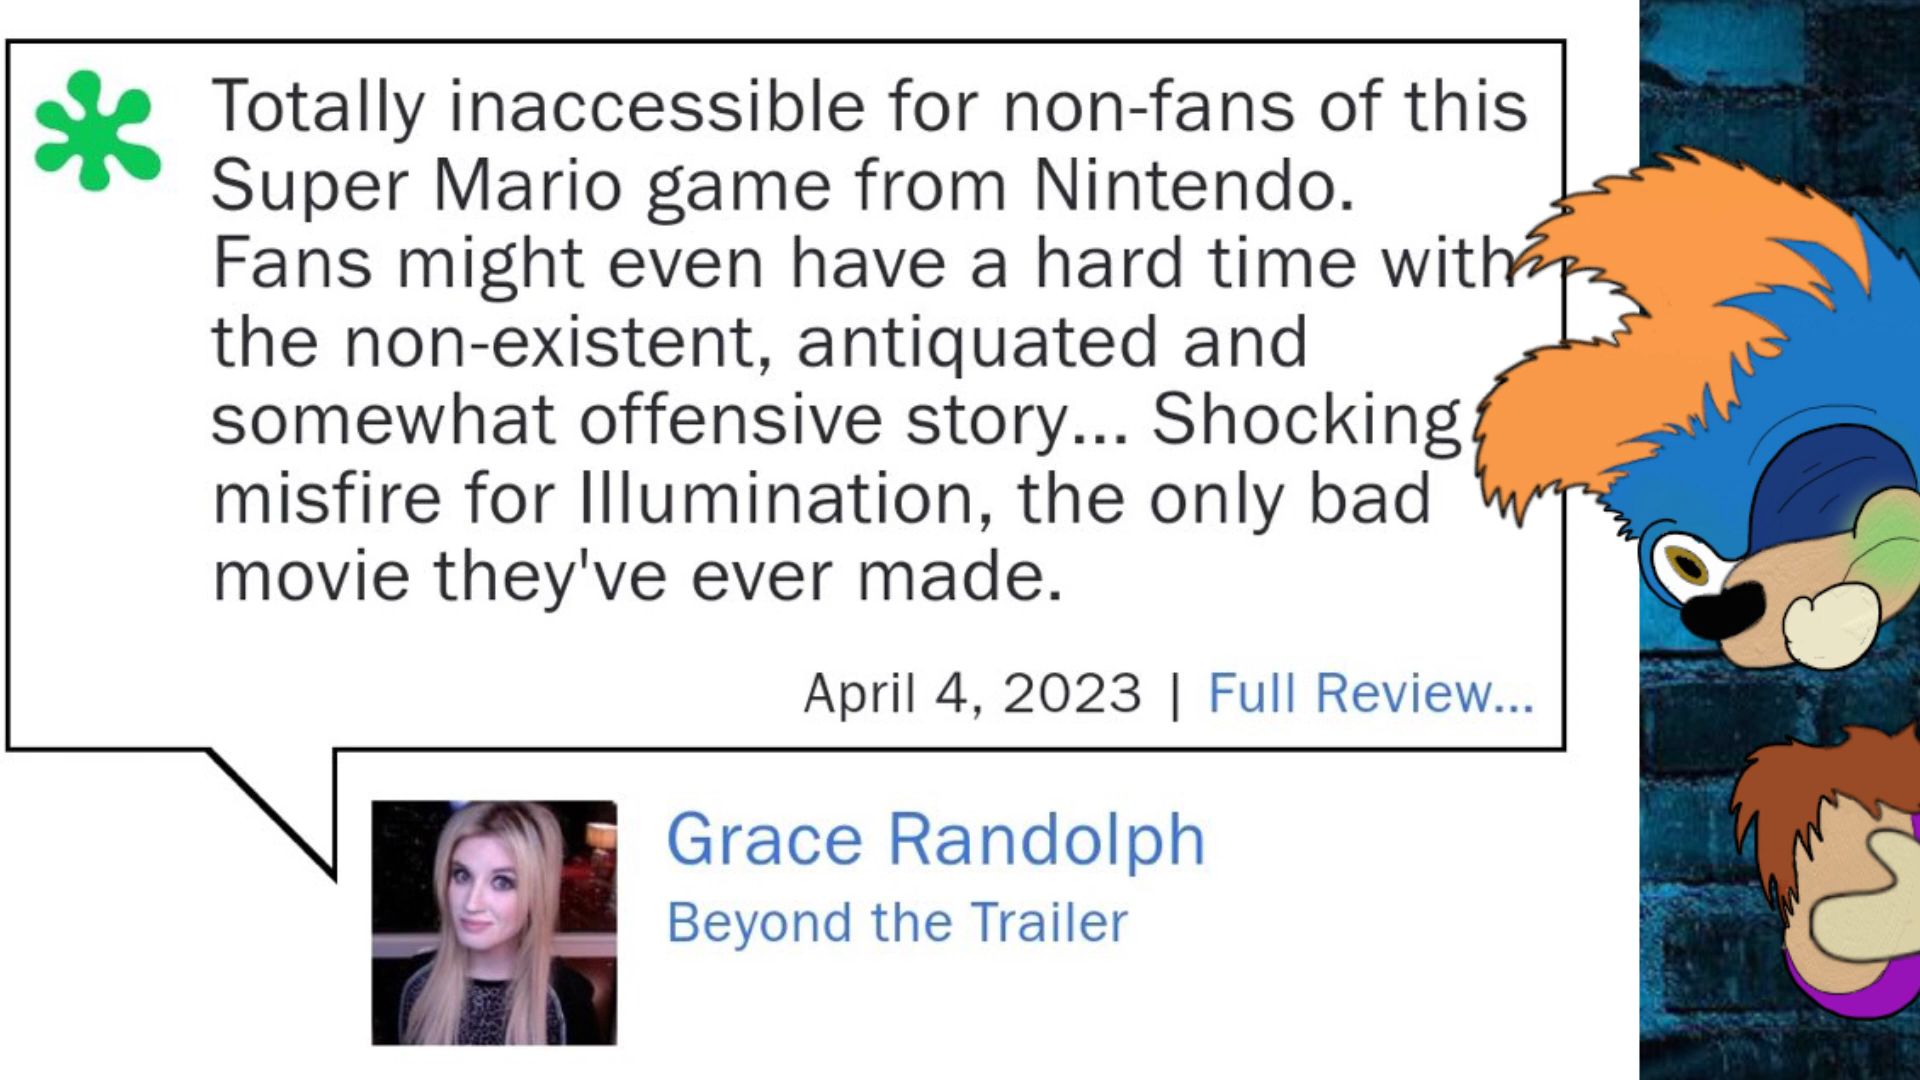 Totally inaccessible for non-fans of this
Super Mario game from Nintendo.
Fans might even have a hard time with
the non-existent, antiquated and
somewhat offensive story... Shocking
misfire for Illumination, the only bad
movie they've ever made.
April 4, 2023 | Full Review...
Grace Randolph
Beyond the Trailer